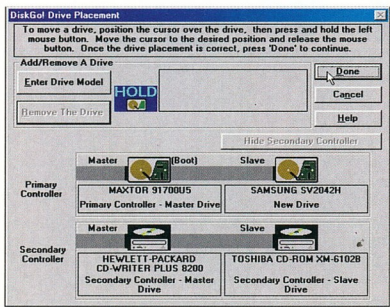 DiskGo! Drive Placement
To move a drive, position the cursor over the drive, then press and hold the left
mouse button. Move the cursor to the desired position and release the mouse
button. Once the drive placement is correct, press 'Done' to continue.
Add/Remove A Drive
Enter Drive Model
HOLD
Remove The Drive
Done
Cancel
Help
Hide Secondary Controller
Master (Boot) Slave
Primary
Controller
MAXTOR 91700U5 SAMSUNG SV2042H
Primary Controller - Master Drive New Drive
Master Slave
Secondary
Controller
HEWLETT-PACKARD TOSHIBA CD-ROM XM-6102B
CD-WRITER PLUS 8200
Secondary Controller - Master Secondary Controller - Slave
Drive Drive